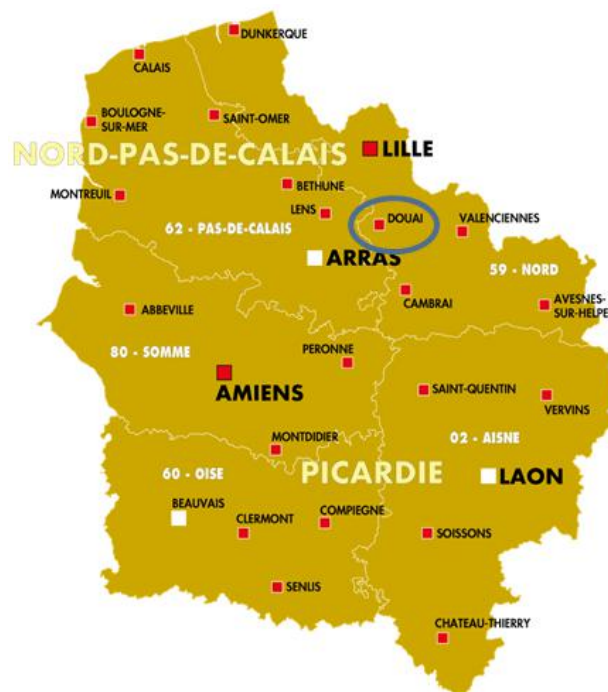 DUNKERQUE
CALAIS
BOULOGNE-
SUR-MER
SAINT-OMER
NORD-PAS-DE-CALAIS
LILLE
BETHUNE
MONTREUIL
LENS
DOUAI
VALENCIENNES
62 - PAS-DE-CALAIS
ARRAS
59 - NORD
CAMBRAI
AVESNES-
SUR-HELPE
ABBEVILLE
80 - SOMME
PERONNE
AMIENS
SAINT-QUENTIN
VERVINS
MONTDIDIER
02 - AISNE
60 - OISE
PICARDIE
LAON
BEAUVAIS
CLERMONT
COMPIEGNE
SOISSONS
SENLIS
CHATEAU-THIERRY